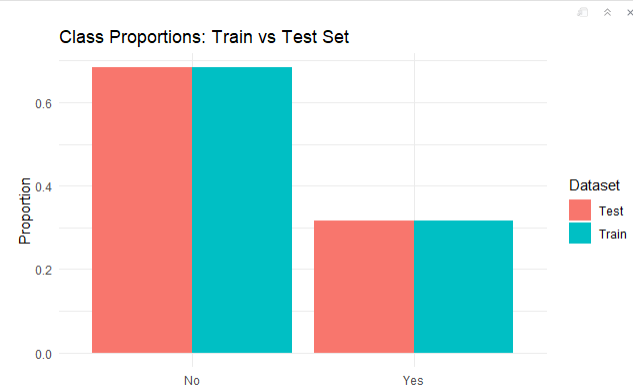 Class Proportions: Train vs Test Set
Proportion
0.6
0.4
0.2
0.0
No
Yes
Dataset
Test
Train